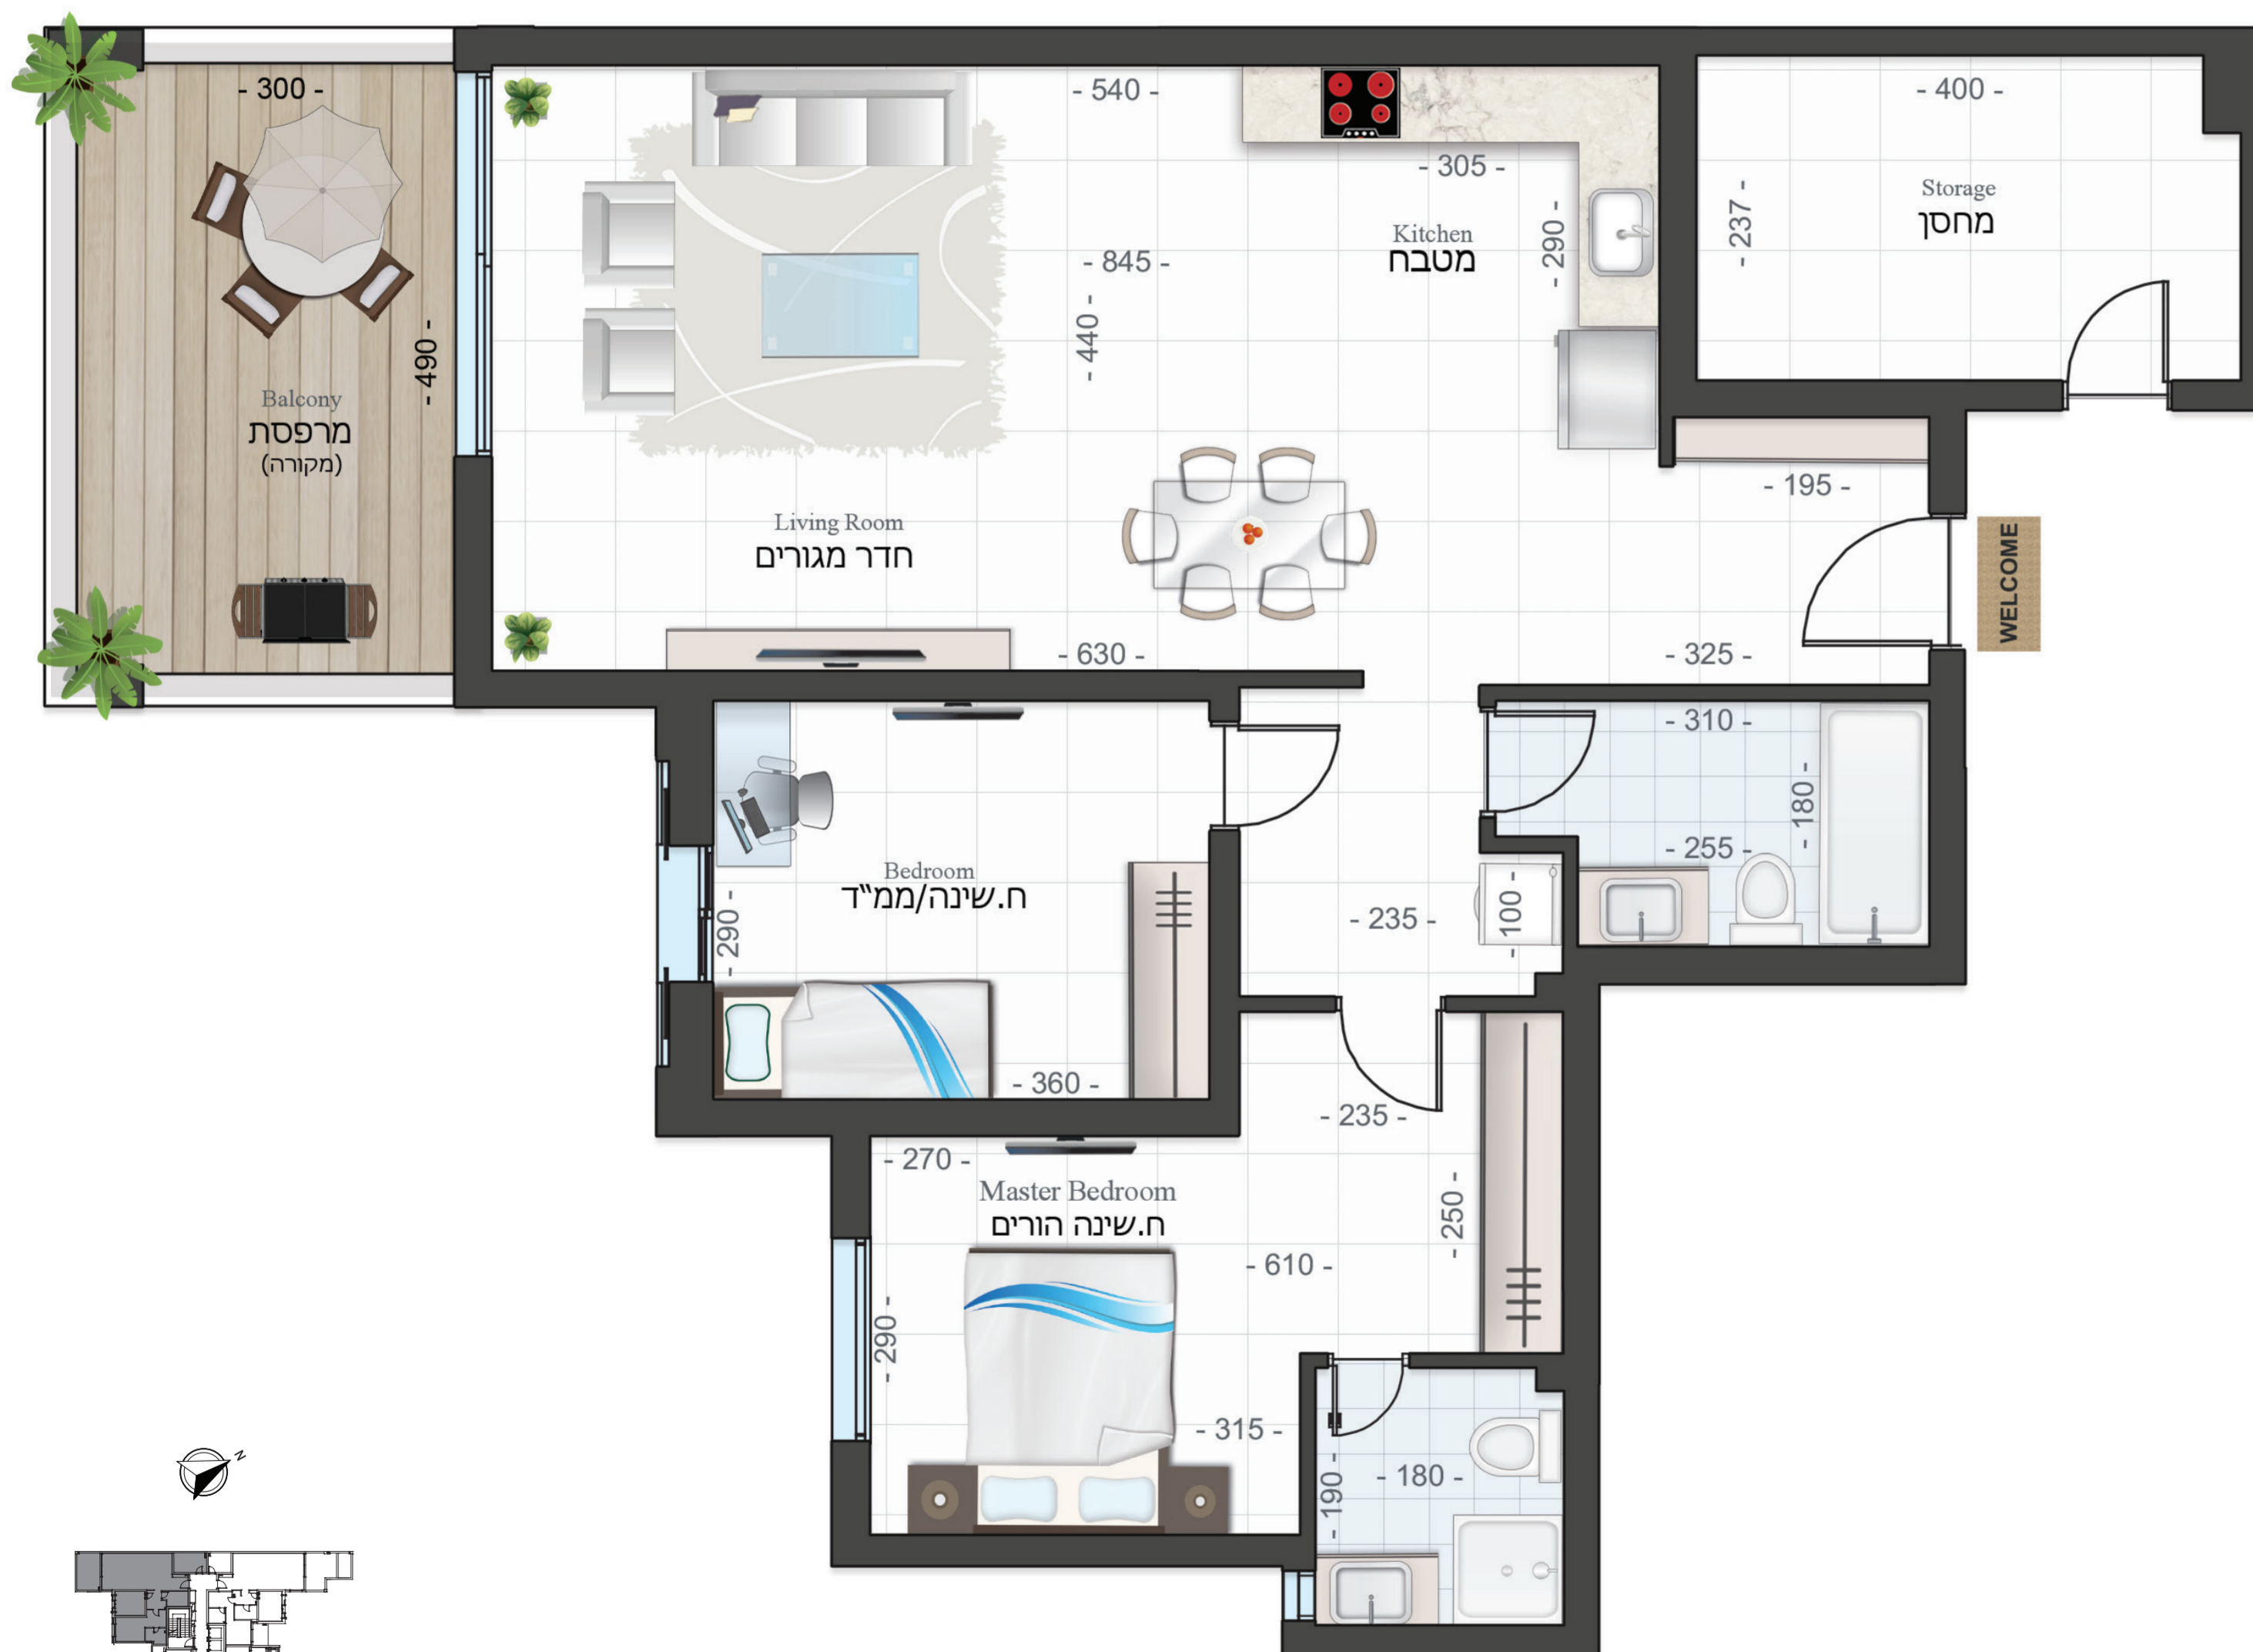 - 300 -
- 540 -
- 400 -
- 305 -
- 237 -
Storage
מחסן
- 290 -
Kitchen
מטבח
- 845 -
- 440 -
- 490 -
Balcony
מרפסת
(מקורה)
- 195 -
Living Room
חדר מגורים
WELCOME
- 630 -
- 325 -
- 310 -
- 180 -
- 255 -
Bedroom
ח.שינה/ממ"ד
- 290 -
- 235 -
- 100 -
- 360 -
- 235 -
- 270 -
Master Bedroom
ח.שינה הורים
- 250 -
- 610 -
- 290 -
- 315 -
- 190 -
- 180 -
N